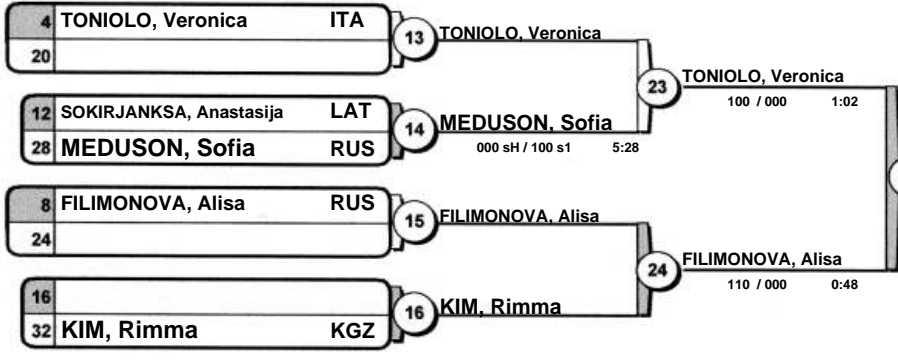 4 TONIOLO, Veronica ITA
20
13 TONIOLO, Veronica
12 SOKIRJANKSA, Anastasija LAT
28 MEDUSON, Sofia RUS
14 MEDUSON, Sofia
000 sH / 100 s1 5:28
23 TONIOLO, Veronica
100 / 000 1:02
8 FILIMONOVA, Alisa RUS
24
15 FILIMONOVA, Alisa
16
32 KIM, Rimma KGZ
16 KIM, Rimma
24 FILIMONOVA, Alisa
110 / 000 0:48